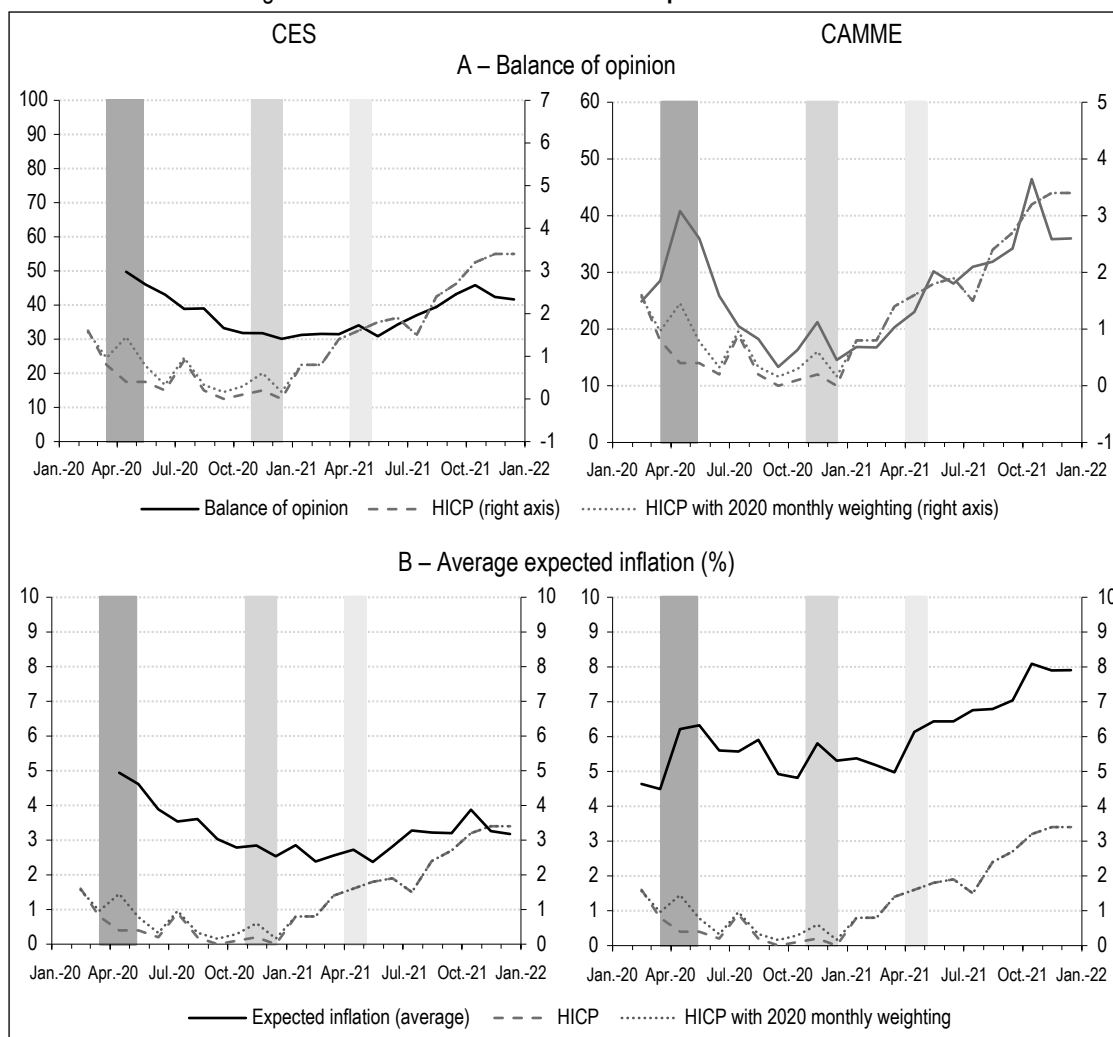 CES CAMME
A – Balance of opinion
100 7 60 5
90 6
80 5 50 4
70 4 40 3
60 3
50 30 2
40 2
30 1 20 1
20 0 10 0
10
0 -1 0 -1
Jan.-20 Apr.-20 Jul.-20 Oct.-20 Jan.-21 Apr.-21 Jul.-21 Oct.-21 Jan.-22 Jan.-20 Apr.-20 Jul.-20 Oct.-20 Jan.-21 Apr.-21 Jul.-21 Oct.-21 Jan.-22
Balance of opinion HICP (right axis) HICP with 2020 monthly weighting (right axis)
B – Average expected inflation (%)
10 10 10 10
9 9 9 9
8 8 8 8
7 7 7 7
6 6 6 6
5 5 5 5
4 4 4 4
3 3 3 3
2 2 2 2
1 1 1 1
0 0 0 0
Jan.-20 Apr.-20 Jul.-20 Oct.-20 Jan.-21 Apr.-21 Jul.-21 Oct.-21 Jan.-22 Jan.-20 Apr.-20 Jul.-20 Oct.-20 Jan.-21 Apr.-21 Jul.-21 Oct.-21 Jan.-22
Expected inflation (average) HICP HICP with 2020 monthly weighting